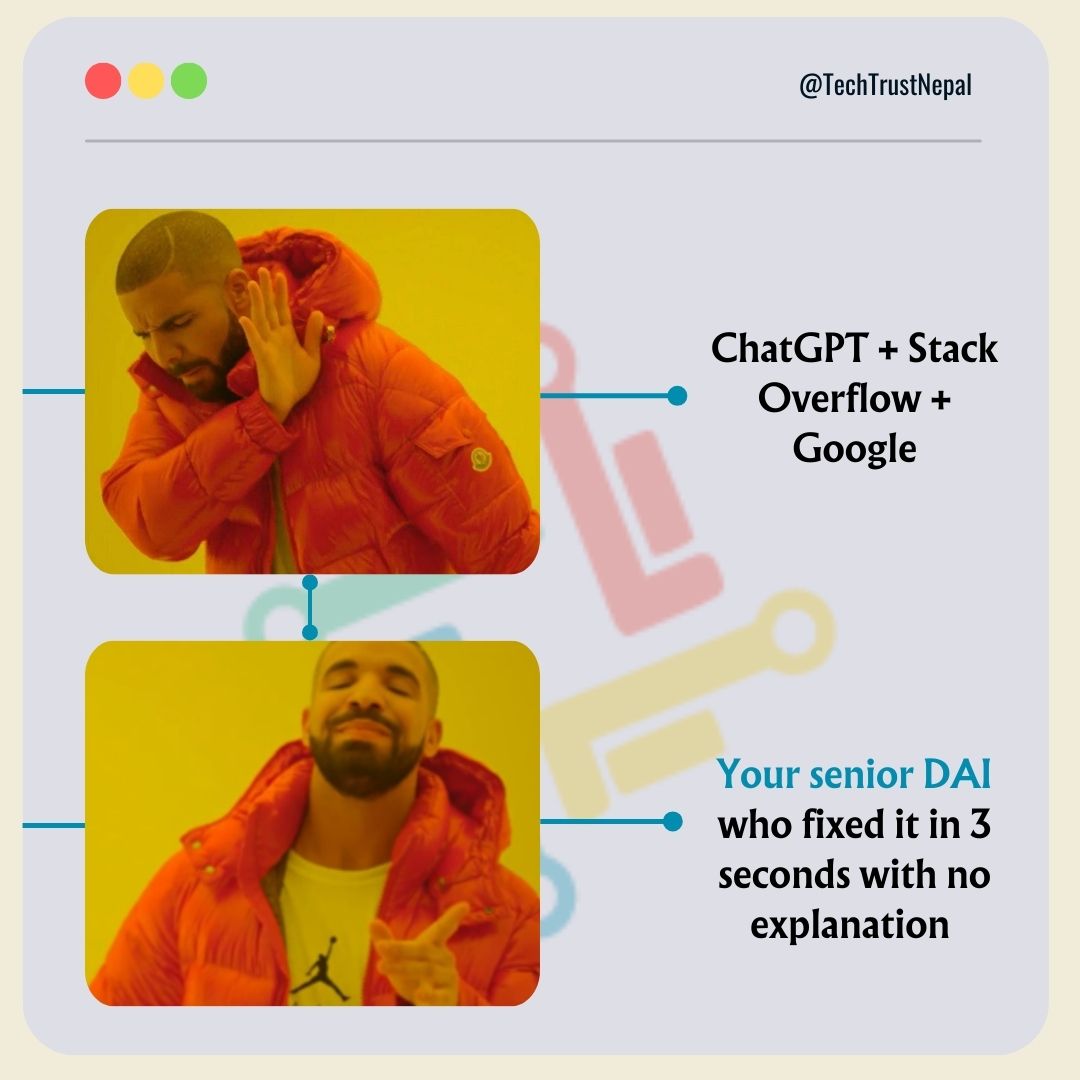 @TechTrustNepal
ChatGPT + Stack
Overflow +
Google
Your senior DAI
who fixed it in 3
seconds with no
explanation